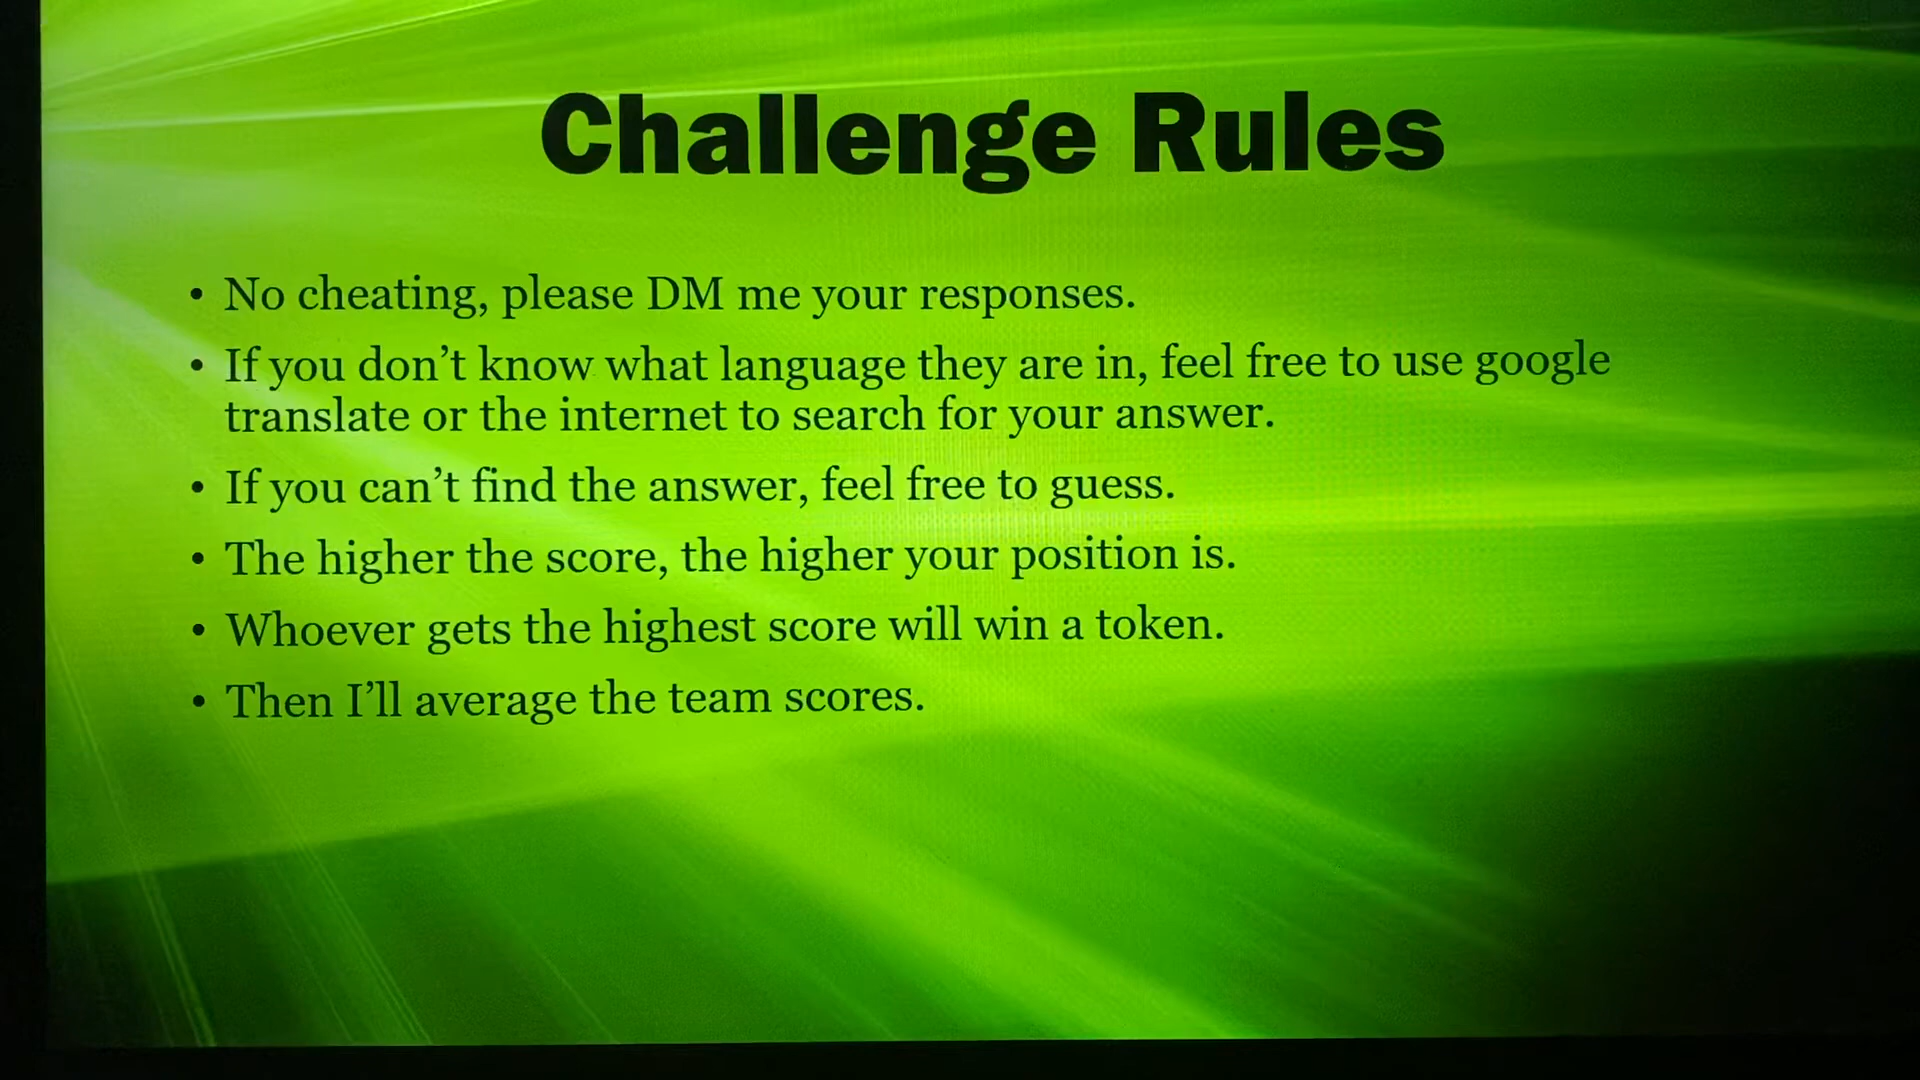 Challenge Rules
• No cheating, please DM me your responses.
• If you don’t know what language they are in, feel free to use google
translate or the internet to search for your answer.
• If you can’t find the answer, feel free to guess.
• The higher the score, the higher your position is.
• Whoever gets the highest score will win a token.
• Then I’ll average the team scores.